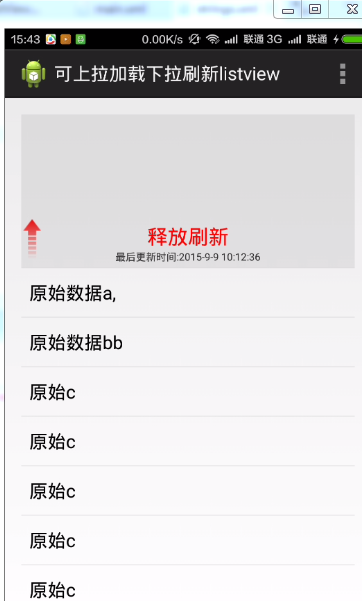 15:43 0.00K/s 联通 3G 联通
可上拉加载下拉刷新listview
释放刷新
最后更新时间:2015-9-9 10:12:36
原始数据a,
原始数据bb
原始c
原始c
原始c
原始c
原始c